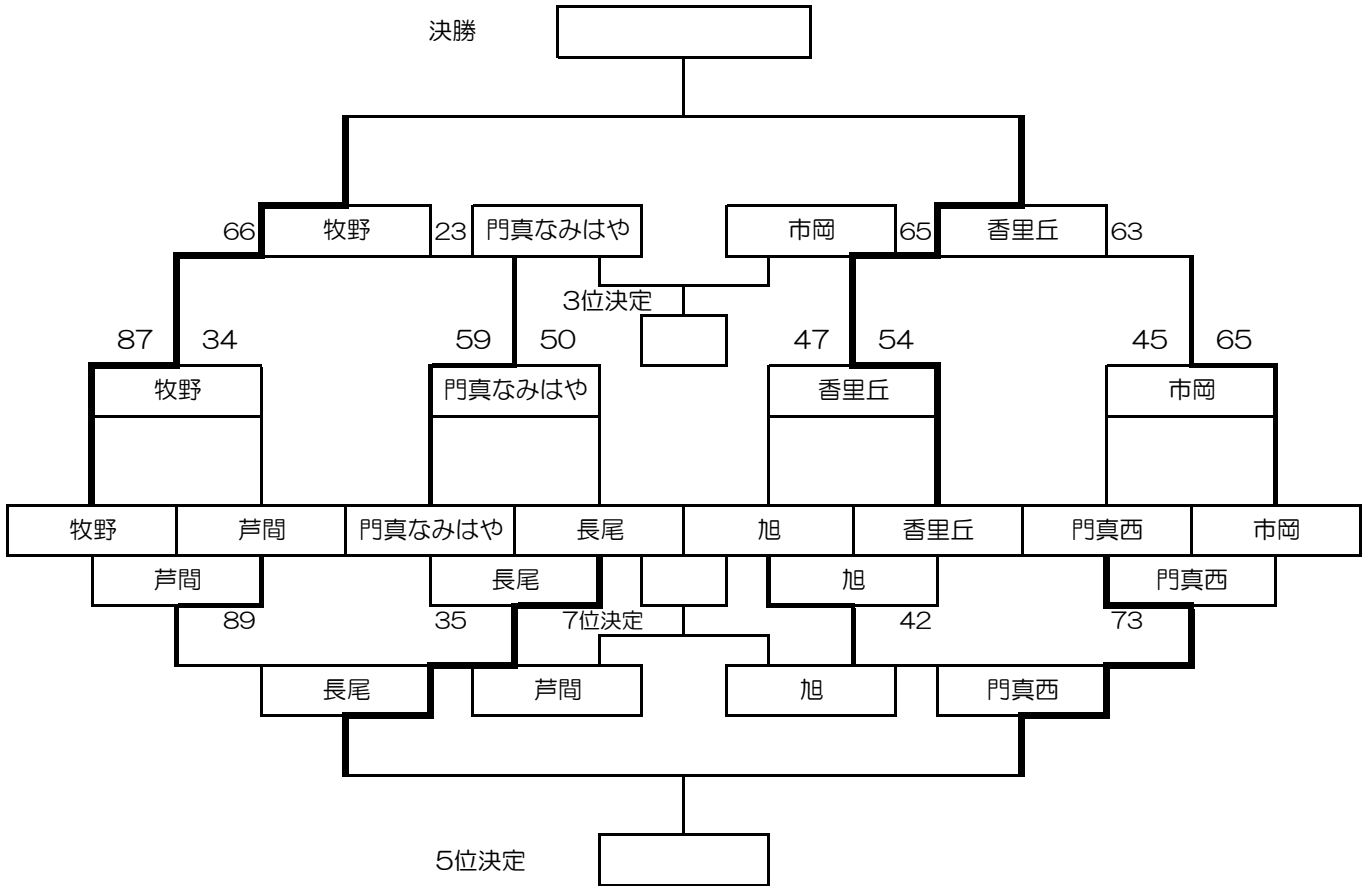 決勝
66 牧野 23 門真なみはや 市岡 65 香里丘 63
3位決定
87 34 59 50 47 54 45 65
牧野 門真なみはや 香里丘 市岡
牧野 芦間 門真なみはや 長尾 旭 香里丘 門真西 市岡
芦間 長尾 旭 門真西
89 35 7位決定 42 73
長尾 芦間 旭 門真西
5位決定